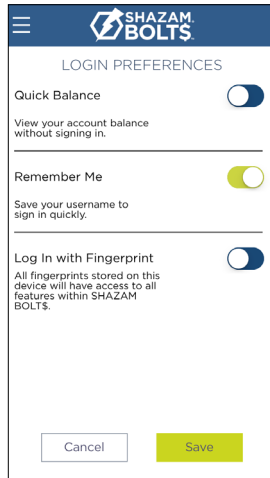 SHAZAM.
BOLT$.
LOGIN PREFERENCES
Quick Balance
View your account balance
without signing in.
Remember Me
Save your username to
sign in quickly.
Log In with Fingerprint
All fingerprints stored on this
device will have access to all
features within SHAZAM
BOLT$.
Cancel
Save